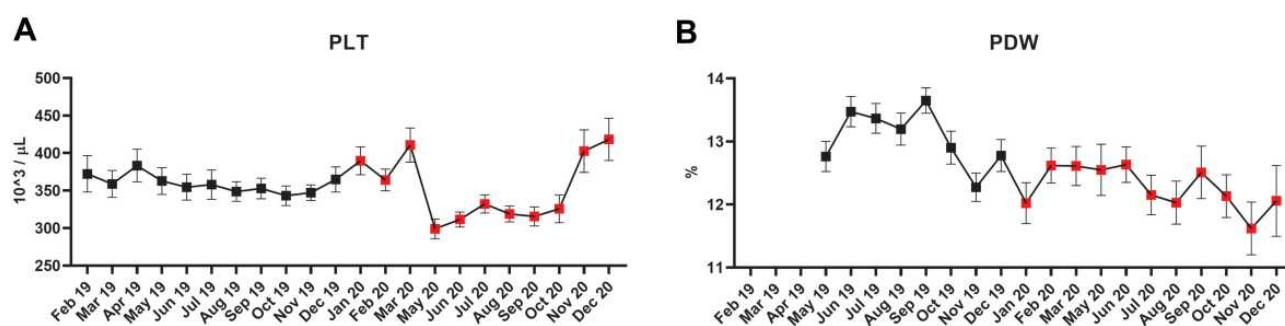 A
PLT
500
450
400
350
300
250
10^3 / μL
Feb 19
Mar 19
Apr 19
May 19
Jun 19
Jul 19
Aug 19
Sep 19
Oct 19
Nov 19
Dec 19
Jan 20
Feb 20
Mar 20
May 20
Jun 20
Jul 20
Aug 20
Sep 20
Oct 20
Nov 20
Dec 20
B
PDW
14
13
12
11
%
Feb 19
Mar 19
Apr 19
May 19
Jun 19
Jul 19
Aug 19
Sep 19
Oct 19
Nov 19
Dec 19
Jan 20
Feb 20
Mar 20
May 20
Jun 20
Jul 20
Aug 20
Sep 20
Oct 20
Nov 20
Dec 20